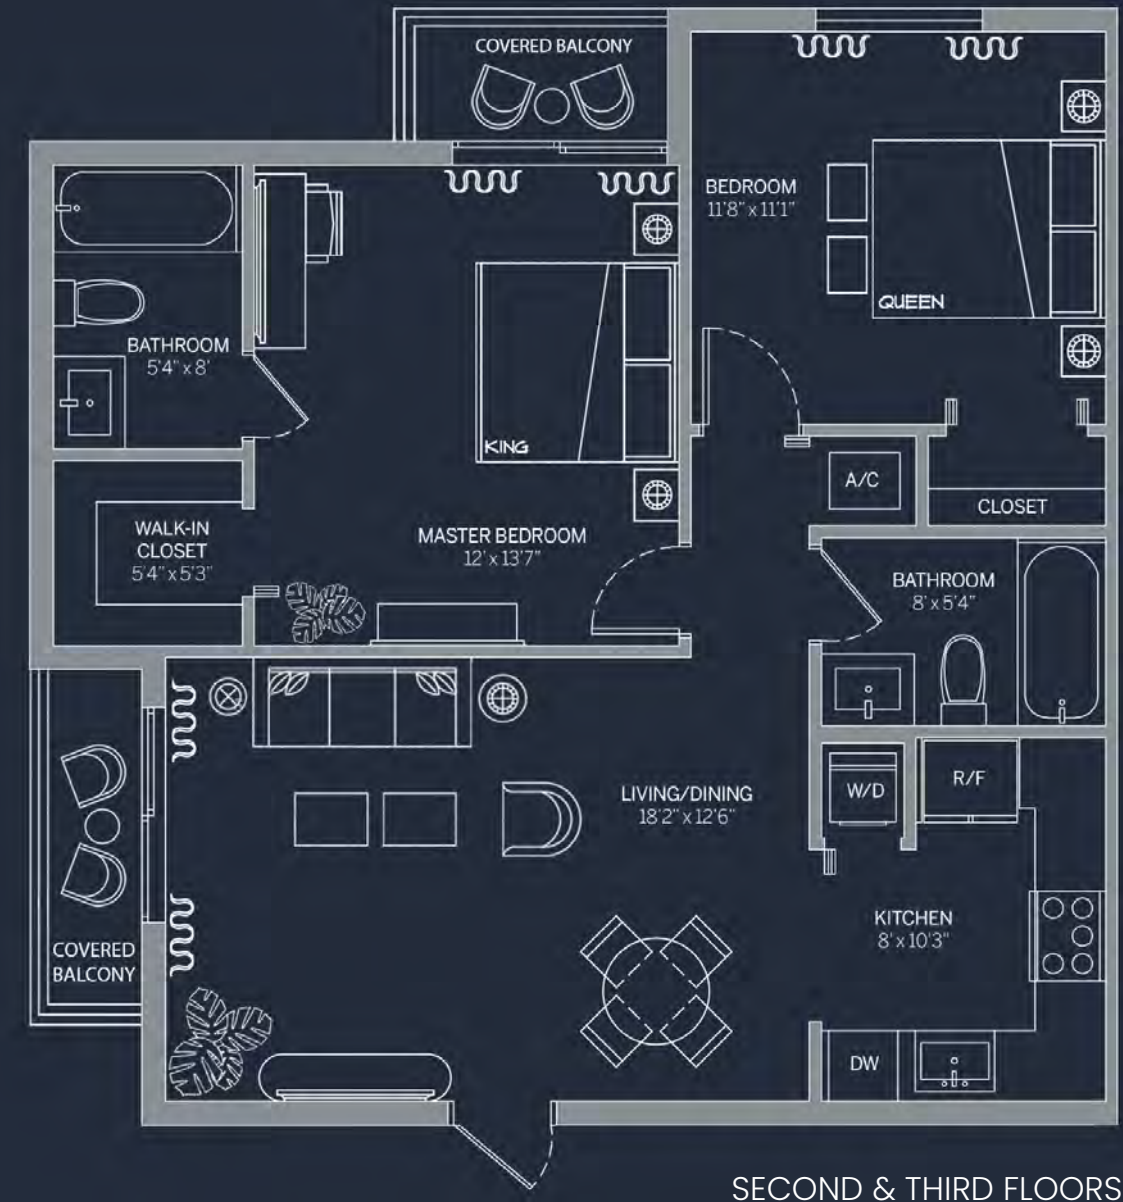 COVERED BALCONY
BEDROOM
11'8" x 11'1"
QUEEN
BATHROOM
5'4" x 8'
KING
A/C
CLOSET
WALK-IN
CLOSET
5'4" x 5'3"
MASTER BEDROOM
12' x 13'7"
BATHROOM
8' x 5'4"
LIVING/DINING
18'2" x 12'6"
W/D
R/F
KITCHEN
8' x 10'3"
COVERED
BALCONY
DW
SECOND & THIRD FLOORS